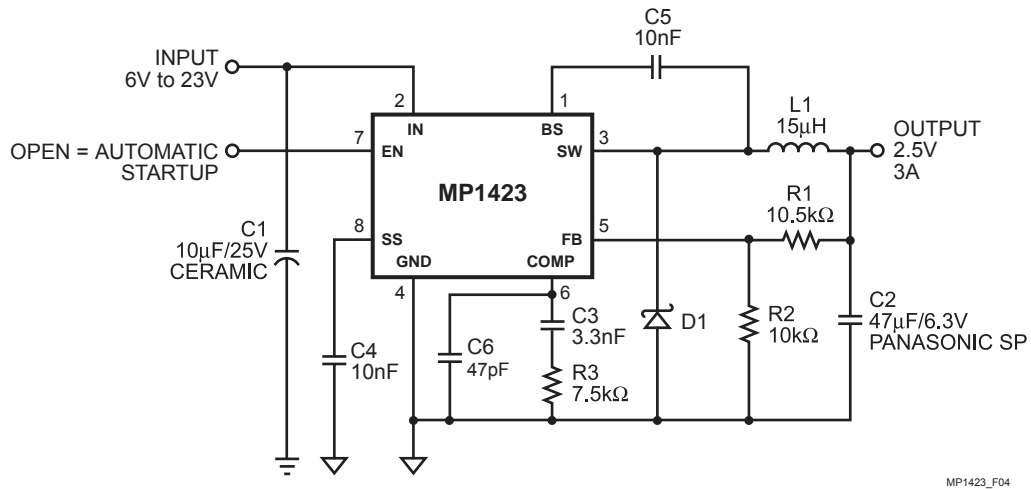 C5
10nF
INPUT
6V to 23V
2
1
IN
BS
L1
15μH
OUTPUT
2.5V
3A
7
EN
SW
3
OPEN = AUTOMATIC
STARTUP
MP1423
R1
10.5kΩ
8
SS
FB
5
C1
10μF/25V
CERAMIC
GND
COMP
4
6
C3
3.3nF
D1
R2
10kΩ
C2
47μF/6.3V
PANASONIC SP
C4
10nF
C6
47pF
R3
7.5kΩ
MP1423_F04